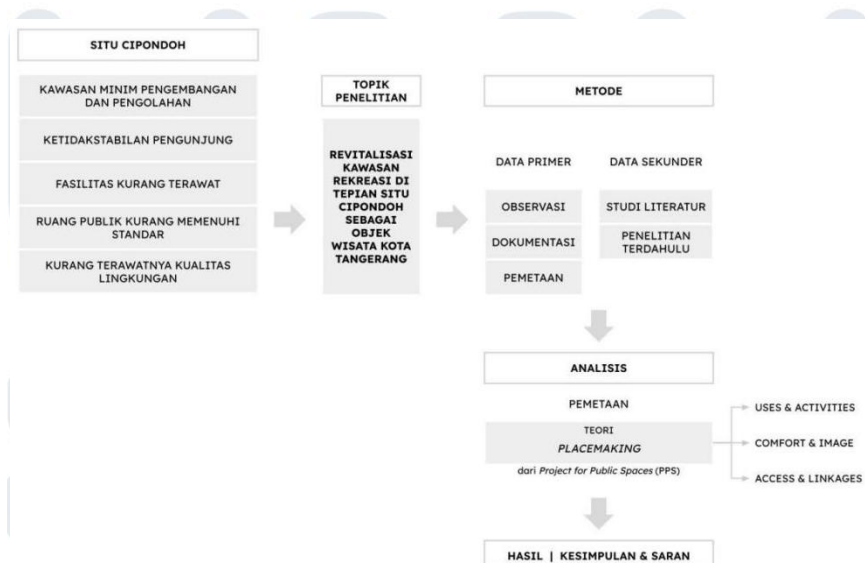 SITU CIPONDOH
KAWASAN MINIM PENGEMBANGAN
DAN PENGOLAHAN
KETIDAKSTABILAN PENGUNJUNG
FASILITAS KURANG TERAWAT
RUANG PUBLIK KURANG MEMENUHI
STANDAR
KURANG TERAWATNYA KUALITAS
LINGKUNGAN
TOPIK
PENELITIAN
REVITALISASI
KAWASAN
REKREASI DI
TEPIAN SITU
CIPONDOH
SEBAGAI
OBJEK
WISATA KOTA
TANGERANG
METODE
DATA PRIMER
OBSERVASI
DOKUMENTASI
PEMETAAN
DATA SEKUNDER
STUDI LITERATUR
PENELITIAN
TERDAHULU
ANALISIS
PEMETAAN
TEORI
PLACEMAKING
dari Project for Public Spaces (PPS)
USES & ACTIVITIES
COMFORT & IMAGE
ACCESS & LINKAGES
HASIL | KESIMPULAN & SARAN